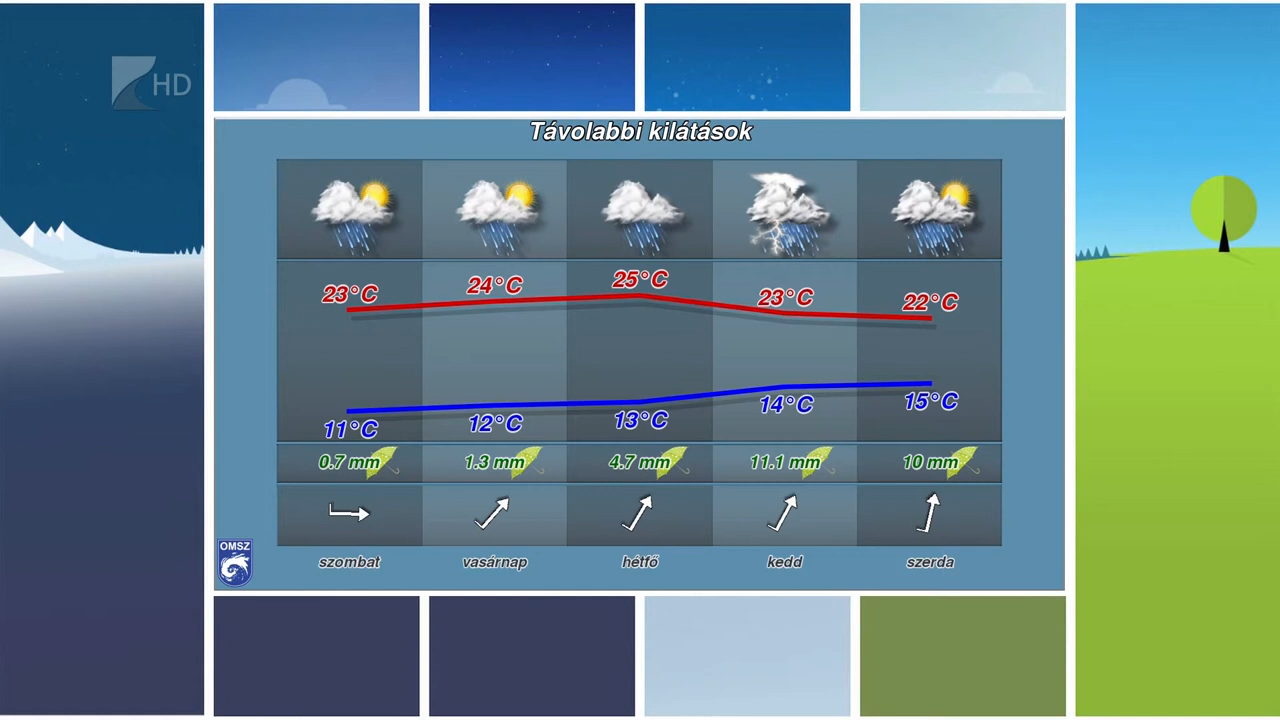 HD
Távolabbi kilátások
23°C 24°C 25°C 23°C 22°C
11°C 12°C 13°C 14°C 15°C
0.7 mm 1.3 mm 4.7 mm 11.1 mm 10 mm
OMSZ
szombat vasárnap hétfő kedd szerda